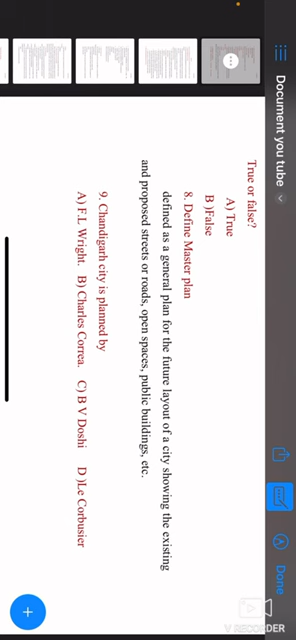 Document you tube
Done
True or false?
A) True
B )False
8. Define Master plan
defined as a general plan for the future layout of a city showing the existing
and proposed streets or roads, open spaces, public buildings, etc.
9. Chandigarh city is planned by
A) F.L Wright. B) Charles Correa. C) B V Doshi D )Le Corbusier
V RECORDER